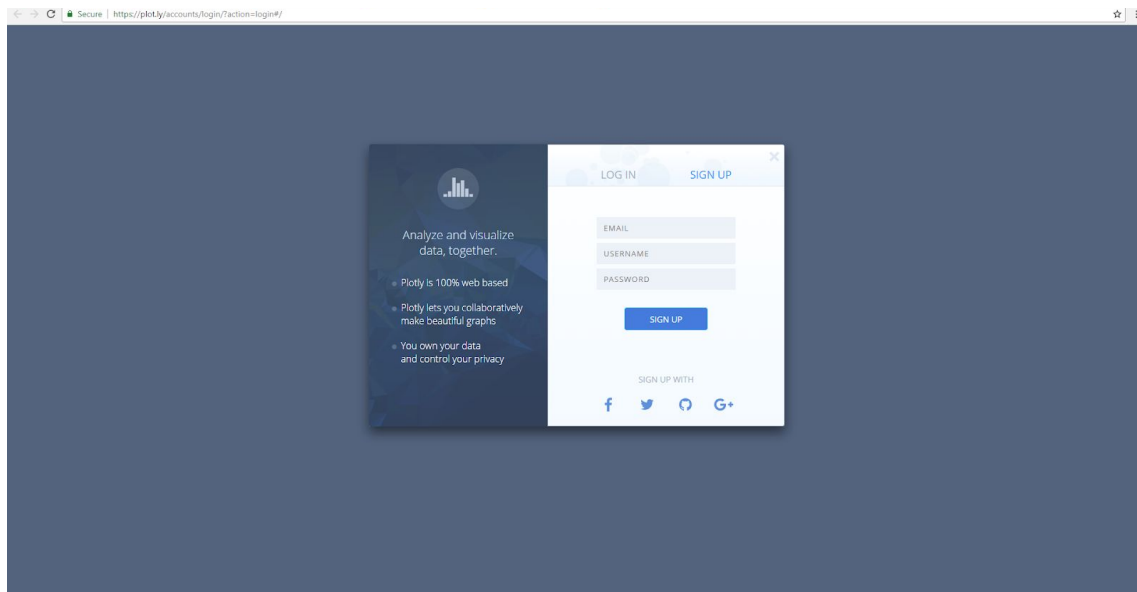 Secure | https://plot.ly/accounts/login/?action=login#/
Analyze and visualize
data, together.
Plotly is 100% web based
Plotly lets you collaboratively
make beautiful graphs
You own your data
and control your privacy
LOG IN SIGN UP
EMAIL
USERNAME
PASSWORD
SIGN UP
SIGN UP WITH
f G+